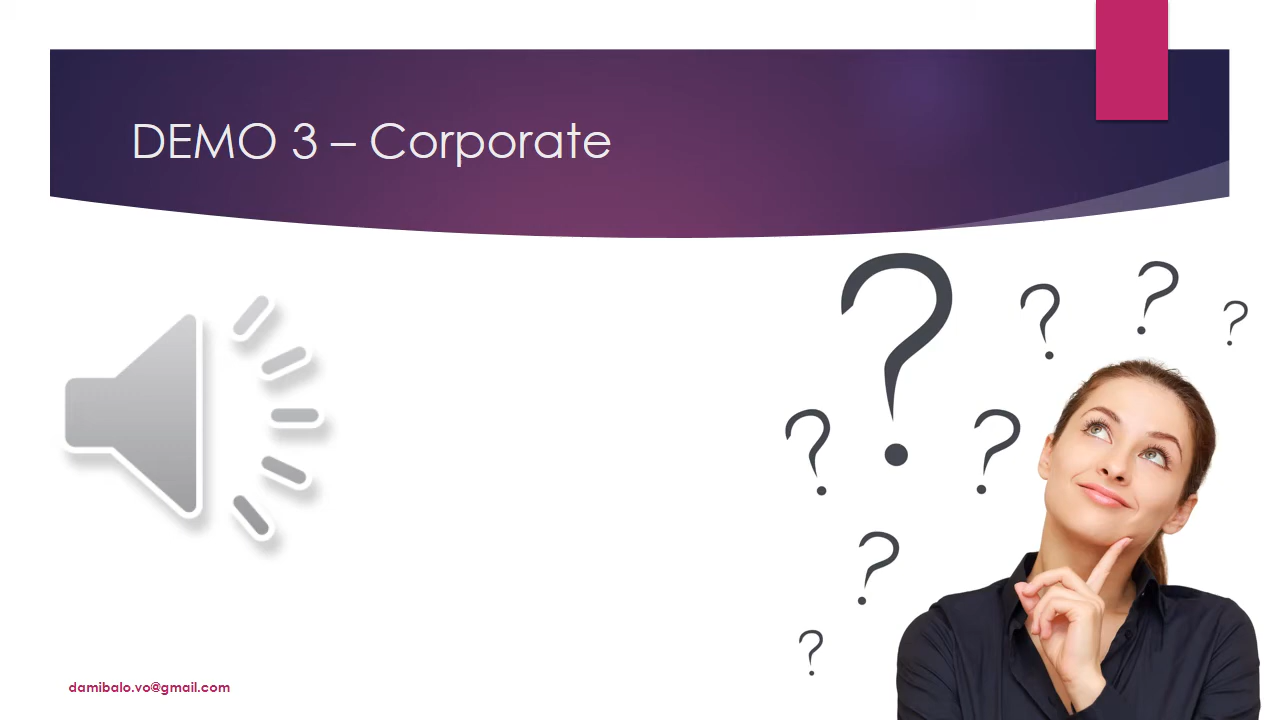 DEMO 3 – Corporate
? ? ? ?
? ?
?
?
damibalo.vo@gmail.com